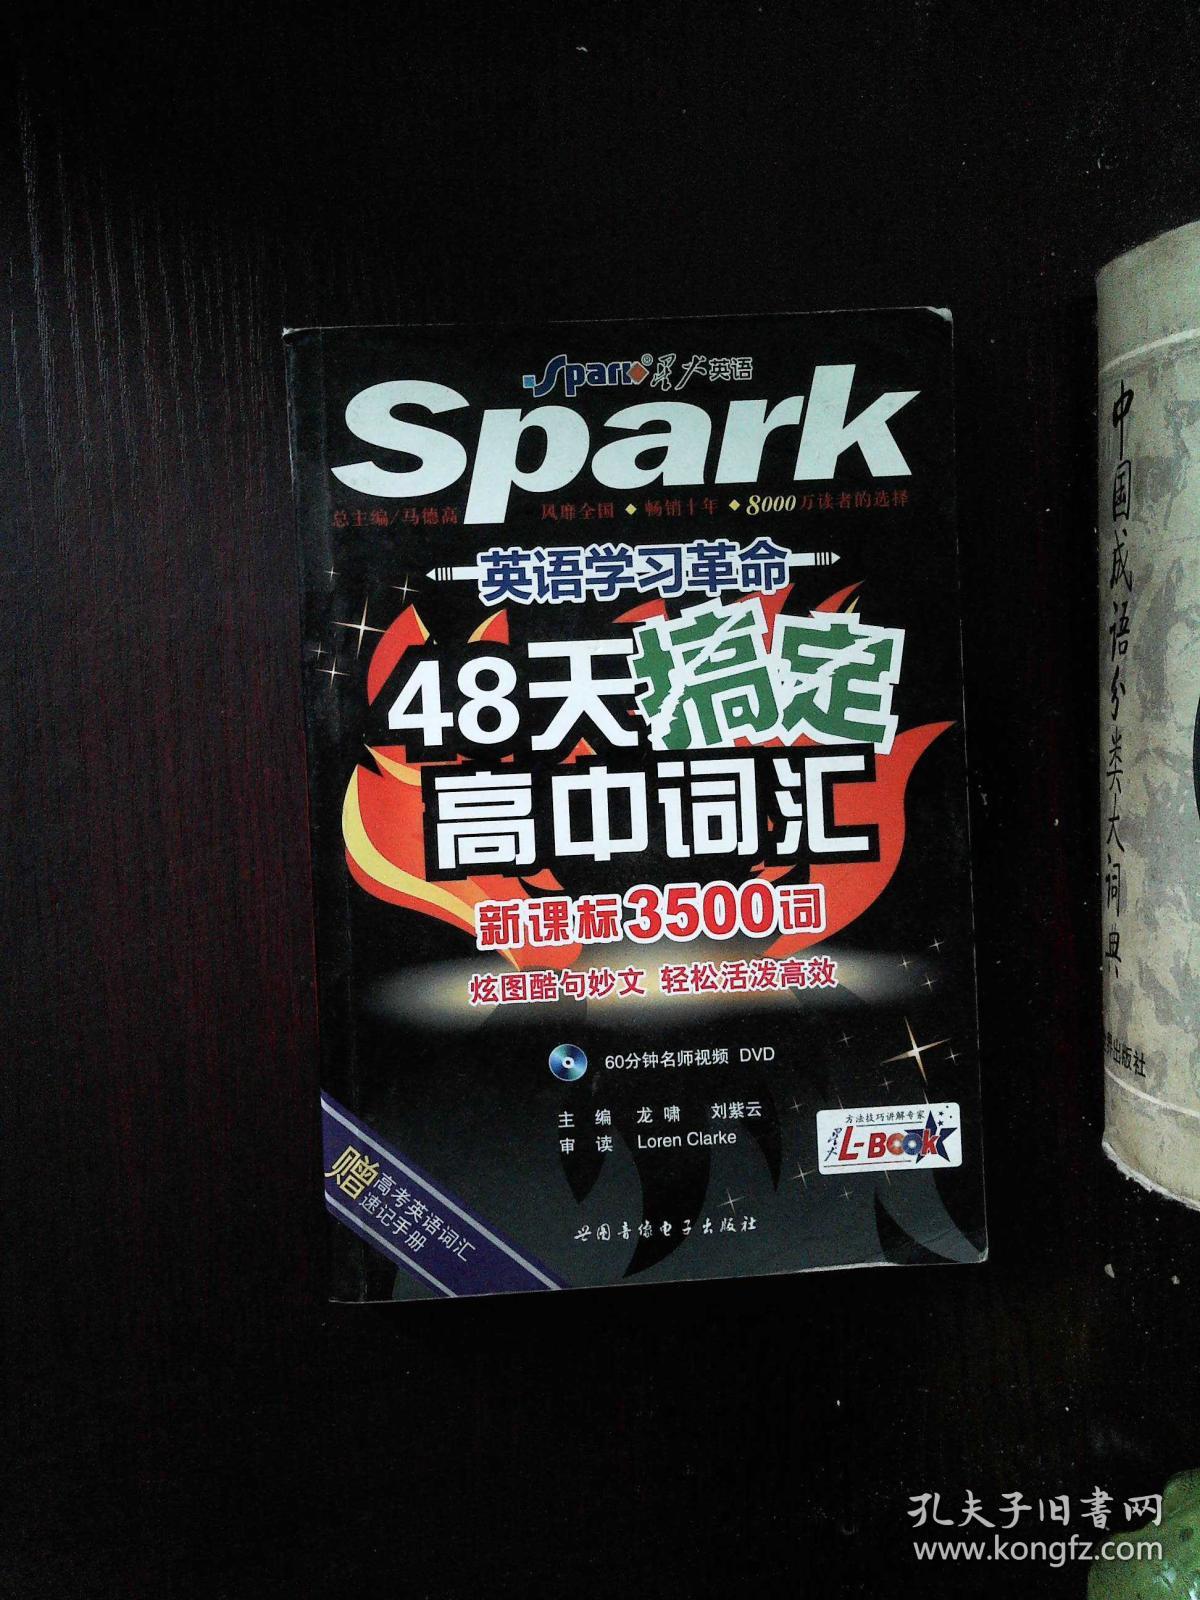 Spark®星火英语
Spark
总主编/马德高
风靡全国◆畅销十年◆8000万读者的选择
英语学习革命
48天搞定
高中词汇
新课标3500词
炫图酷句妙文 轻松活泼高效
60分钟名师视频 DVD
主 编 龙 啸 刘紫云
审 读 Loren Clarke
方法技巧讲解专家
星火 L-BOOK
赠高考英语词汇
速记手册
世图音像电子出版社
中国成语分类大词典
界出版社
孔夫子旧书网
www.kongfz.com